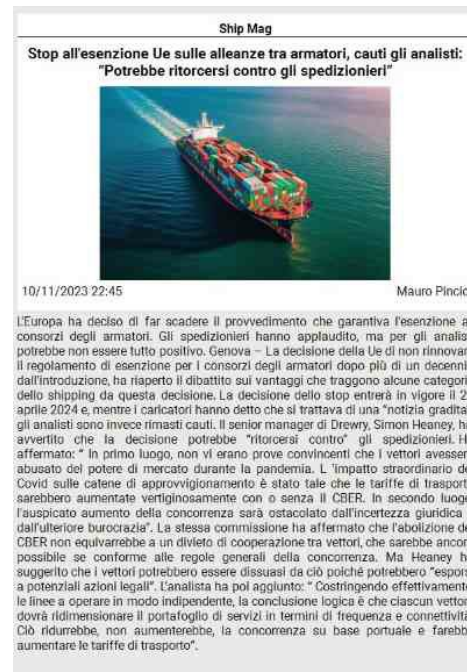 Ship Mag
Stop all'esenzione Ue sulle alleanze tra armatori, cauti gli analisti:
"Potrebbe ritorcersi contro gli spedizionieri"
10/11/2023 22:45
Mauro Pincio
L'Europa ha deciso di far scadere il provvedimento che garantiva l'esenzione a
consorzi degli armatori. Gli spedizionieri hanno applaudito, ma per gli analis
potrebbe non essere tutto positivo. Genova – La decisione della Ue di non rinnovar
il regolamento di esenzione per i consorzi degli armatori dopo più di un decenni
dall'introduzione, ha riaperto il dibattito sui vantaggi che traggono alcune categori
dello shipping da questa decisione. La decisione dello stop entrerà in vigore il 2
aprile 2024 e, mentre i caricatori hanno detto che si trattava di una "notizia gradita
gli analisti sono invece rimasti cauti. Il senior manager di Drewry, Simon Heaney, h
avvertito che la decisione potrebbe "ritorcersi contro" gli spedizionieri. H
affermato: " In primo luogo, non vi erano prove convincenti che i vettori avesser
abusato del potere di mercato durante la pandemia. L 'impatto straordinario de
Covid sulle catene di approvvigionamento è stato tale che le tariffe di trasport
sarebbero aumentate vertiginosamente con o senza il CBER. In secondo luogo
l'auspicato aumento della concorrenza sarà ostacolato dall'incertezza giuridica
dall'ulteriore burocrazia". La stessa commissione ha affermato che l'abolizione de
CBER non equivarrebbe a un divieto di cooperazione tra vettori, che sarebbe ancor
possibile se conforme alle regole generali della concorrenza. Ma Heaney h
suggerito che i vettori potrebbero essere dissuasi da ciò poiché potrebbero "espors
a potenziali azioni legali". L'analista ha poi aggiunto: " Costringendo effettivament
le linee a operare in modo indipendente, la conclusione logica è che ciascun vettor
dovrà ridimensionare il portafoglio di servizi in termini di frequenza e connettività
Ciò ridurrebbe, non aumenterebbe, la concorrenza su base portuale e farebb
aumentare le tariffe di trasporto".